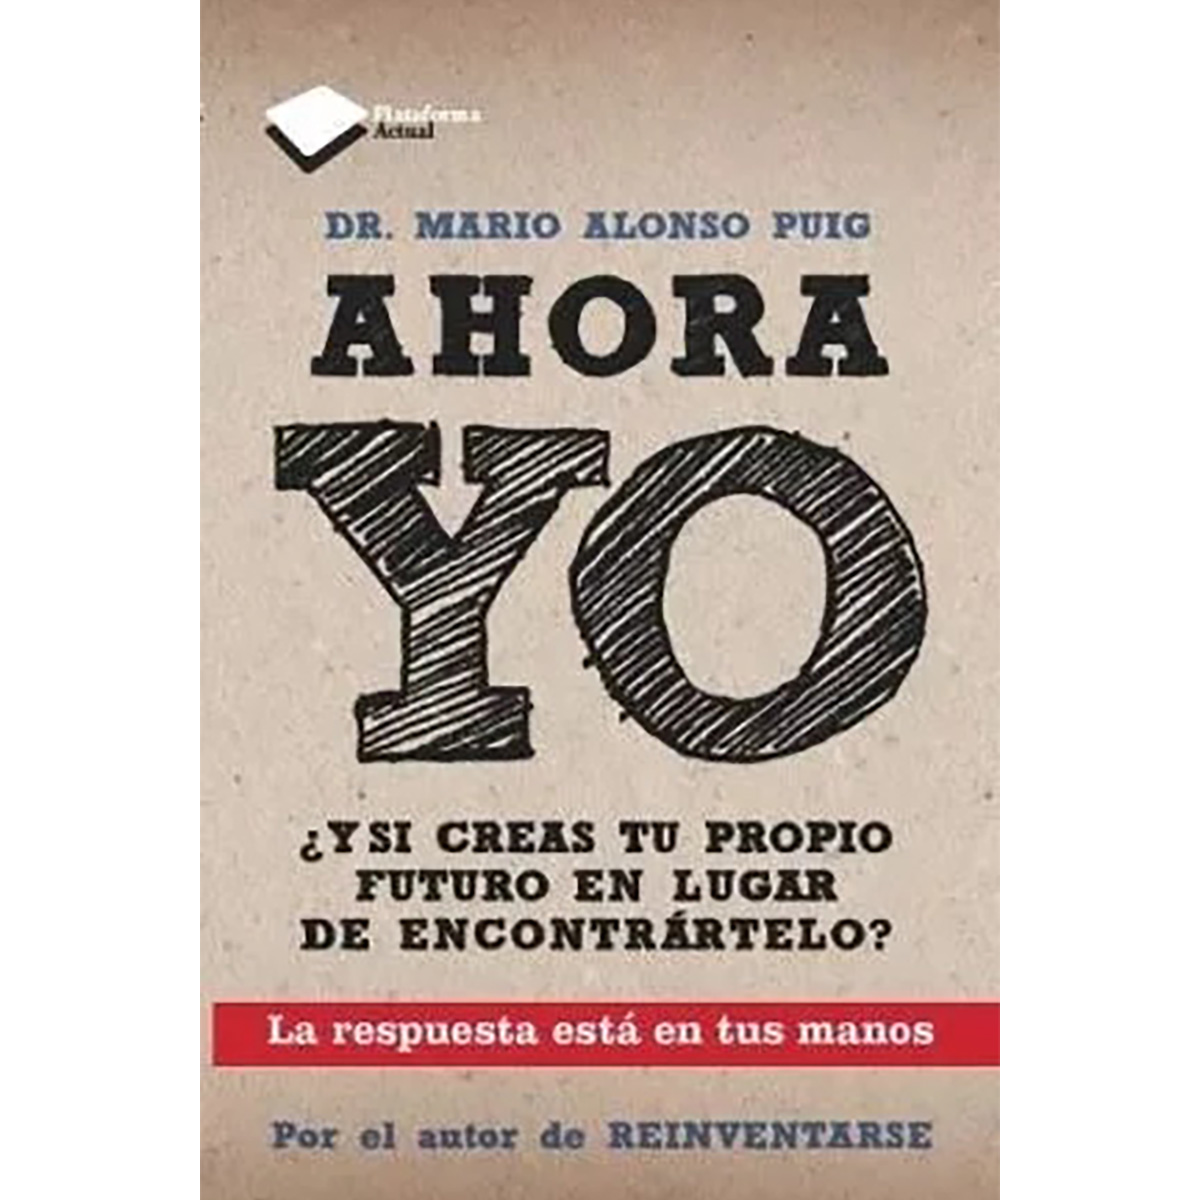 Plataforma
Actual
DR. MARIO ALONSO PUIG
AHORA
YO
¿Y SI CREAS TU PROPIO
FUTURO EN LUGAR
DE ENCONTRÁRTELO?
La respuesta está en tus manos
Por el autor de REINVENTARSE